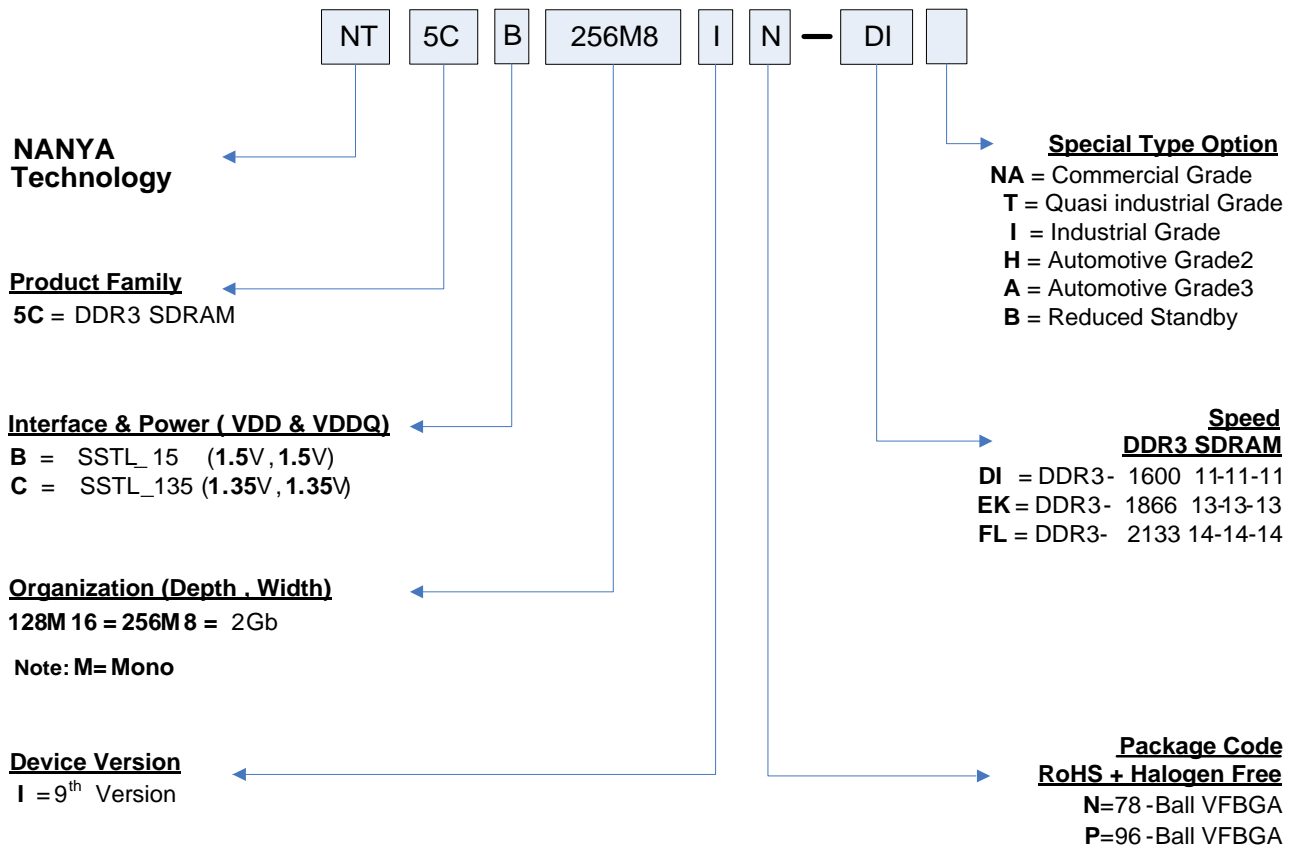 NT 5C B 256M8 I N — DI
NANYA
Technology
Product Family
5C = DDR3 SDRAM
Interface & Power ( VDD & VDDQ)
B = SSTL_ 15 (1.5V , 1.5V)
C = SSTL_135 (1.35V , 1.35V)
Organization (Depth , Width)
128M 16 = 256M 8 = 2Gb
Note: M= Mono
Device Version
I = 9th Version
Special Type Option
NA = Commercial Grade
T = Quasi industrial Grade
I = Industrial Grade
H = Automotive Grade2
A = Automotive Grade3
B = Reduced Standby
Speed
DDR3 SDRAM
DI = DDR3- 1600 11-11-11
EK = DDR3- 1866 13-13-13
FL = DDR3- 2133 14-14-14
Package Code
RoHS + Halogen Free
N=78 -Ball VFBGA
P=96 -Ball VFBGA